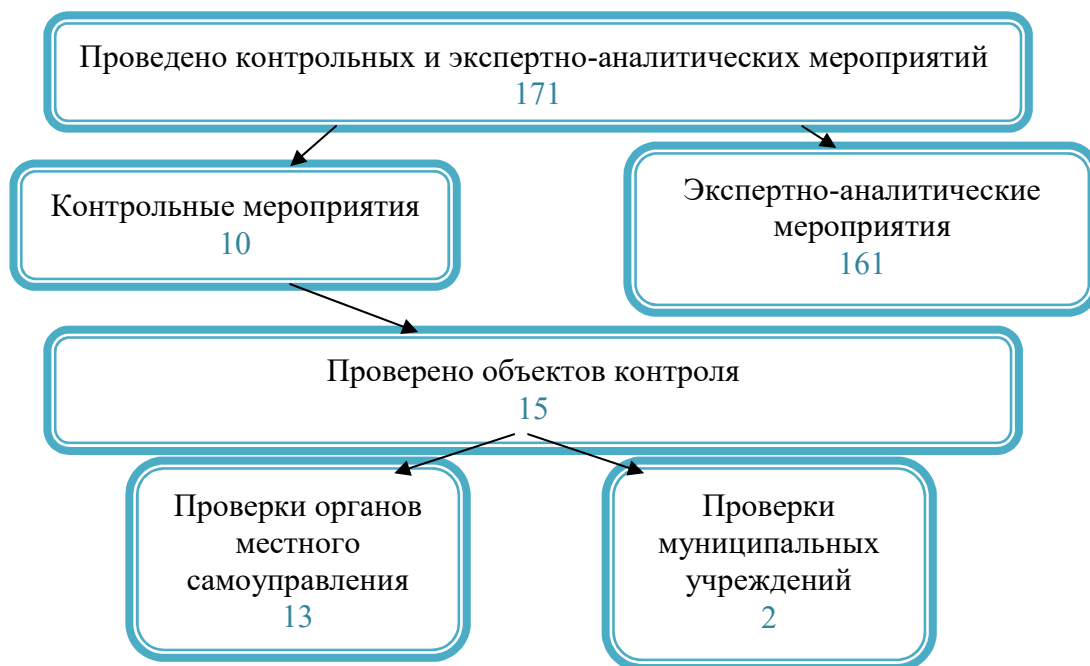 Проведено контрольных и экспертно-аналитических мероприятий
171
Контрольные мероприятия
10
Экспертно-аналитические
мероприятия
161
Проверено объектов контроля
15
Проверки органов
местного
самоуправления
13
Проверки
муниципальных
учреждений
2